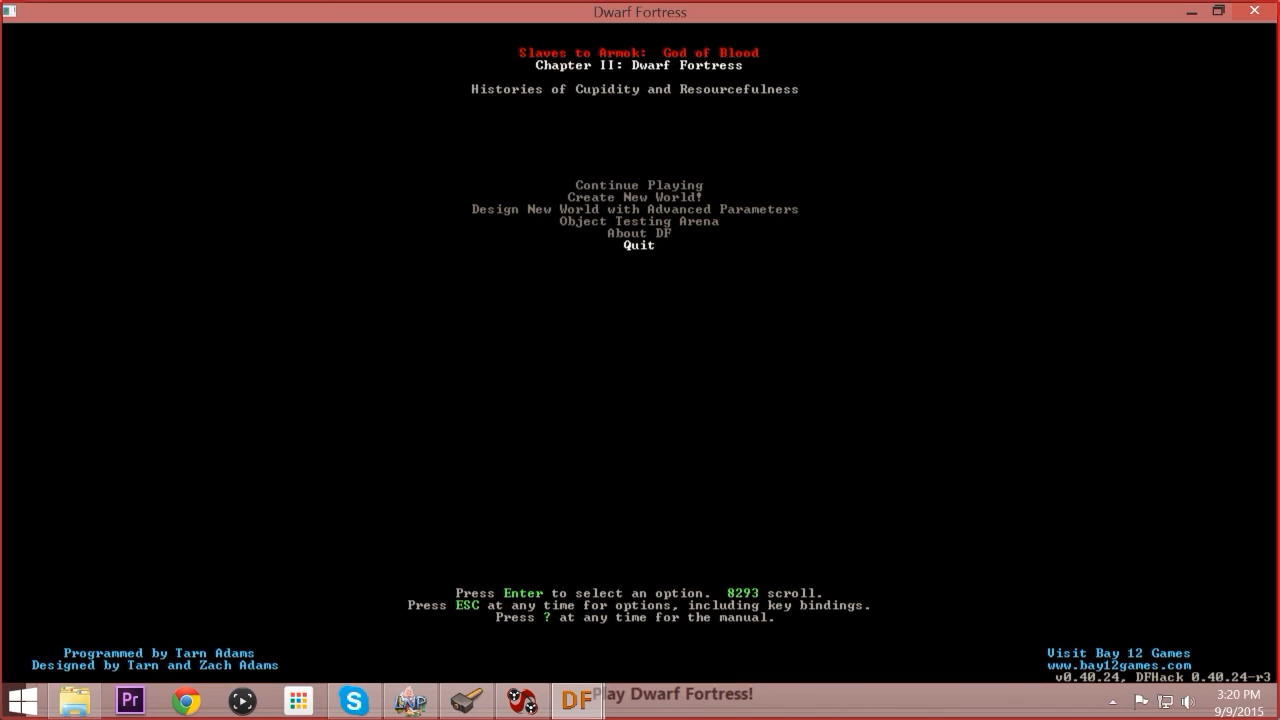 Dwarf Fortress
Slaves to Armok: God of Blood
Chapter II: Dwarf Fortress
Histories of Cupidity and Resourcefulness
Continue Playing
Create New World!
Design New World with Advanced Parameters
Object Testing Arena
About DF
Quit
Press Enter to select an option. 8293 scroll.
Press ESC at any time for options, including key bindings.
Press ? at any time for the manual.
Programmed by Tarn Adams
Designed by Tarn and Zach Adams
Visit Bay 12 Games
www.bay12games.com
v0.40.24, DFHack 0.40.24-r3
Pr
LNP
DF
Play Dwarf Fortress!
3:20 PM
9/9/2015